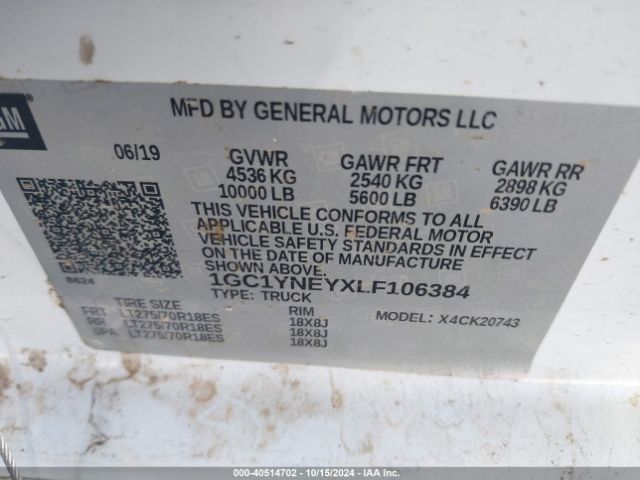 GM
MFD BY GENERAL MOTORS LLC
06/19 GVWR GAWR FRT GAWR RR
4536 KG 2540 KG 2898 KG
10000 LB 5600 LB 6390 LB
THIS VEHICLE CONFORMS TO ALL
APPLICABLE U.S. FEDERAL MOTOR
VEHICLE SAFETY STANDARDS IN EFFECT
ON THE DATE OF MANUFACTURE
SHOWN ABOVE.
1GC1YNEYXLF106384
8624
TYPE: TRUCK
TIRE SIZE RIM MODEL: X4CK20743
FRT LT275/70R18ES 18X8J
RR LT275/70R18ES 18X8J
SPA LT275/70R18ES 18X8J
000-40514702 - 10/15/2024 - IAA Inc.